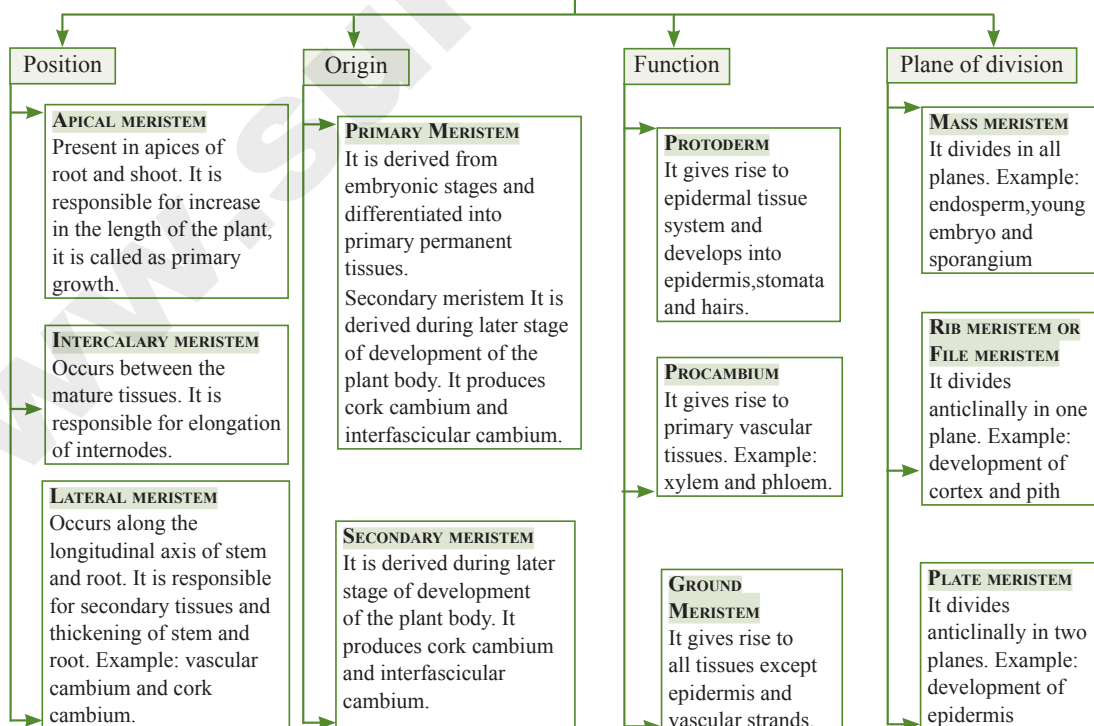 Position
APICAL MERISTEM
Present in apices of
root and shoot. It is
responsible for increase
in the length of the plant,
it is called as primary
growth.
INTERCALARY MERISTEM
Occurs between the
mature tissues. It is
responsible for elongation
of internodes.
LATERAL MERISTEM
Occurs along the
longitudinal axis of stem
and root. It is responsible
for secondary tissues and
thickening of stem and
root. Example: vascular
cambium and cork
cambium.
Origin
PRIMARY MERISTEM
It is derived from
embryonic stages and
differentiated into
primary permanent
tissues.
Secondary meristem It is
derived during later stage
of development of the
plant body. It produces
cork cambium and
interfascicular cambium.
SECONDARY MERISTEM
It is derived during later
stage of development
of the plant body. It
produces cork cambium
and interfascicular
cambium.
Function
PROTODERM
It gives rise to
epidermal tissue
system and
develops into
epidermis,stomata
and hairs.
PROCAMBIUM
It gives rise to
primary vascular
tissues. Example:
xylem and phloem.
GROUND
MERISTEM
It gives rise to
all tissues except
epidermis and
vascular strands.
Plane of division
MASS MERISTEM
It divides in all
planes. Example:
endosperm,young
embryo and
sporangium
RIB MERISTEM OR
FILE MERISTEM
It divides
anticlinally in one
plane. Example:
development of
cortex and pith
PLATE MERISTEM
It divides
anticlinally in two
planes. Example:
development of
epidermis